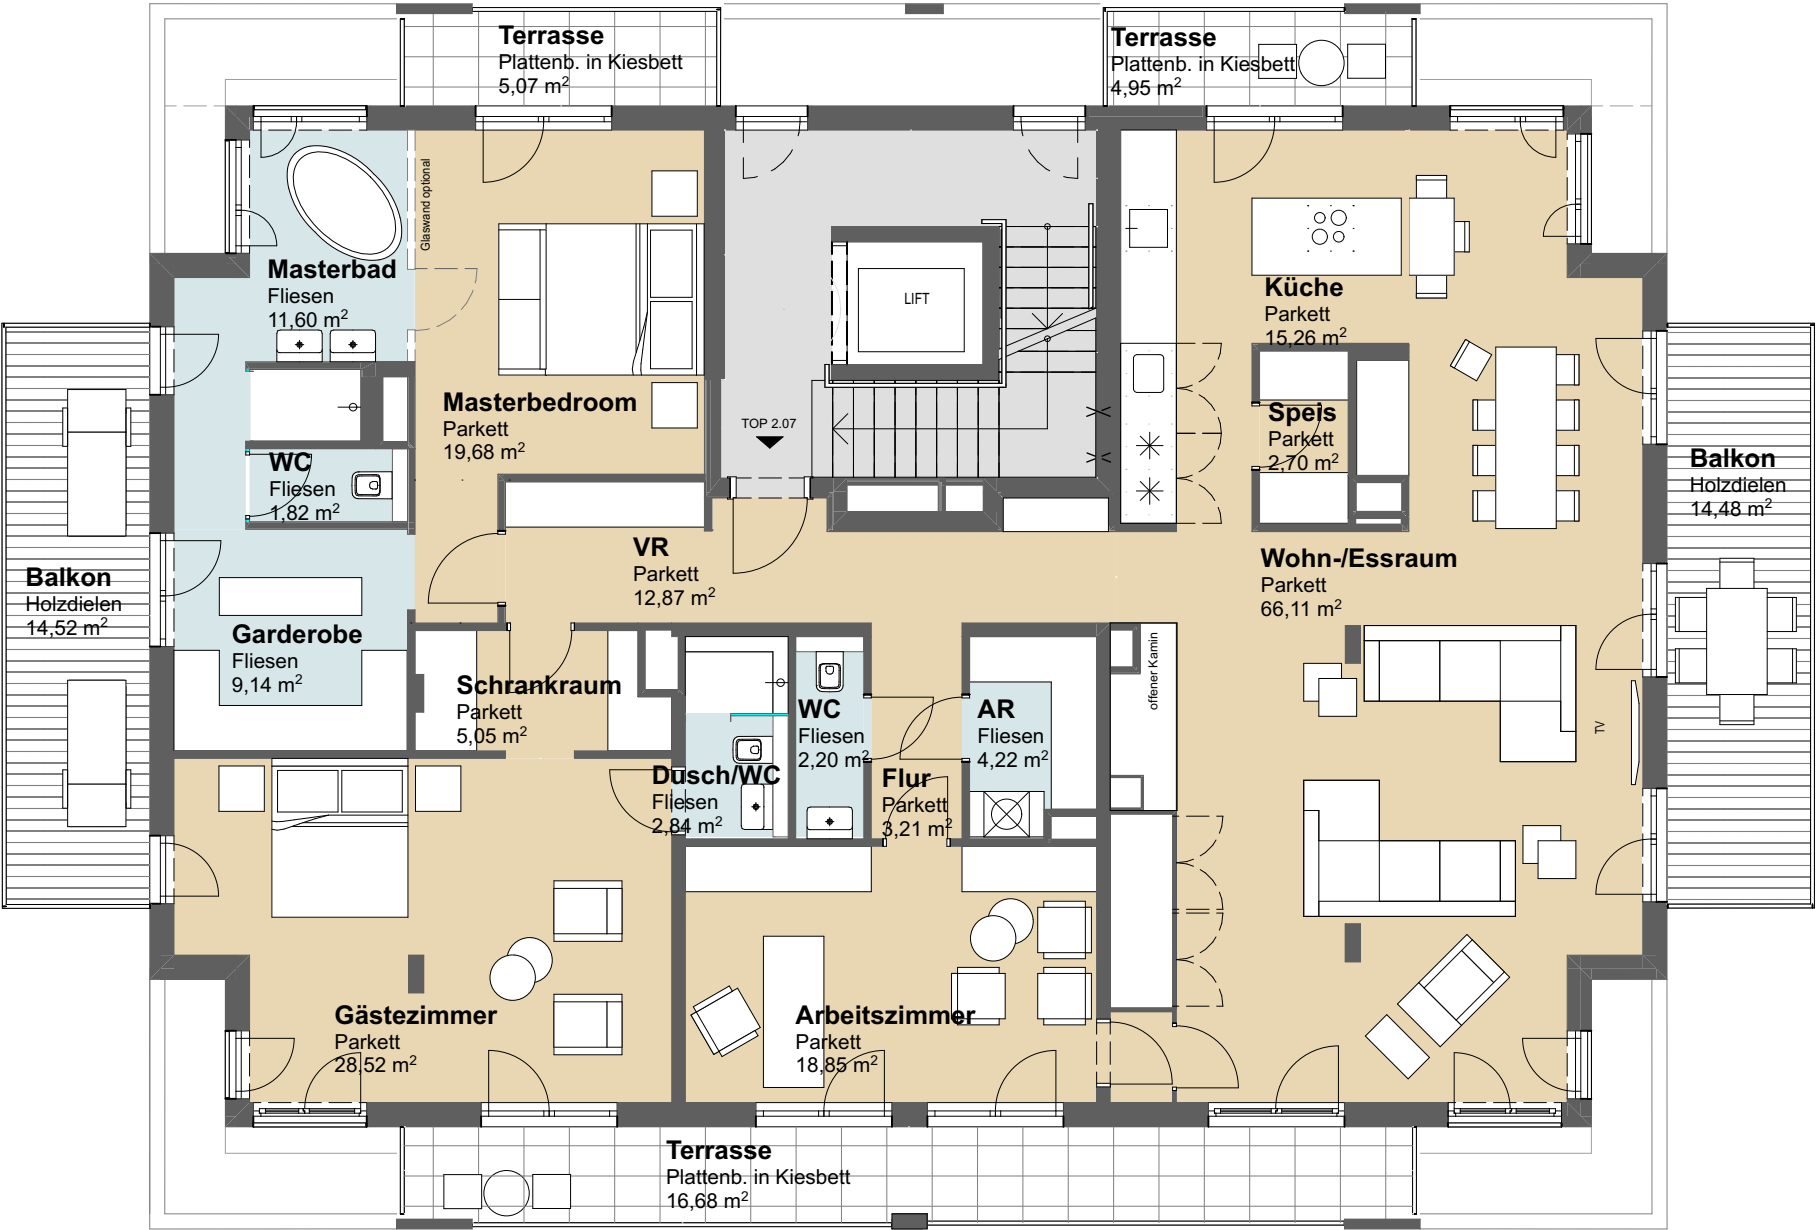 Terrasse
Plattenb. in Kiesbett
5,07 m²
Terrasse
Plattenb. in Kiesbett
4,95 m²
Glaswand optional
Masterbad
Fliesen
11,60 m²
LIFT
Küche
Parkett
15,26 m²
Masterbedroom
Parkett
19,68 m²
TOP 2.07
Speis
Parkett
2,70 m²
WC
Fliesen
1,82 m²
Balkon
Holzdielen
14,48 m²
VR
Parkett
12,87 m²
Wohn-/Essraum
Parkett
66,11 m²
Balkon
Holzdielen
14,52 m²
Garderobe
Fliesen
9,14 m²
Schrankraum
Parkett
5,05 m²
WC
Fliesen
2,20 m²
AR
Fliesen
4,22 m²
offener Kamin
TV
Dusch/WC
Fliesen
2,84 m²
Flur
Parkett
3,21 m²
Gästezimmer
Parkett
28,52 m²
Arbeitszimmer
Parkett
18,85 m²
Terrasse
Plattenb. in Kiesbett
16,68 m²